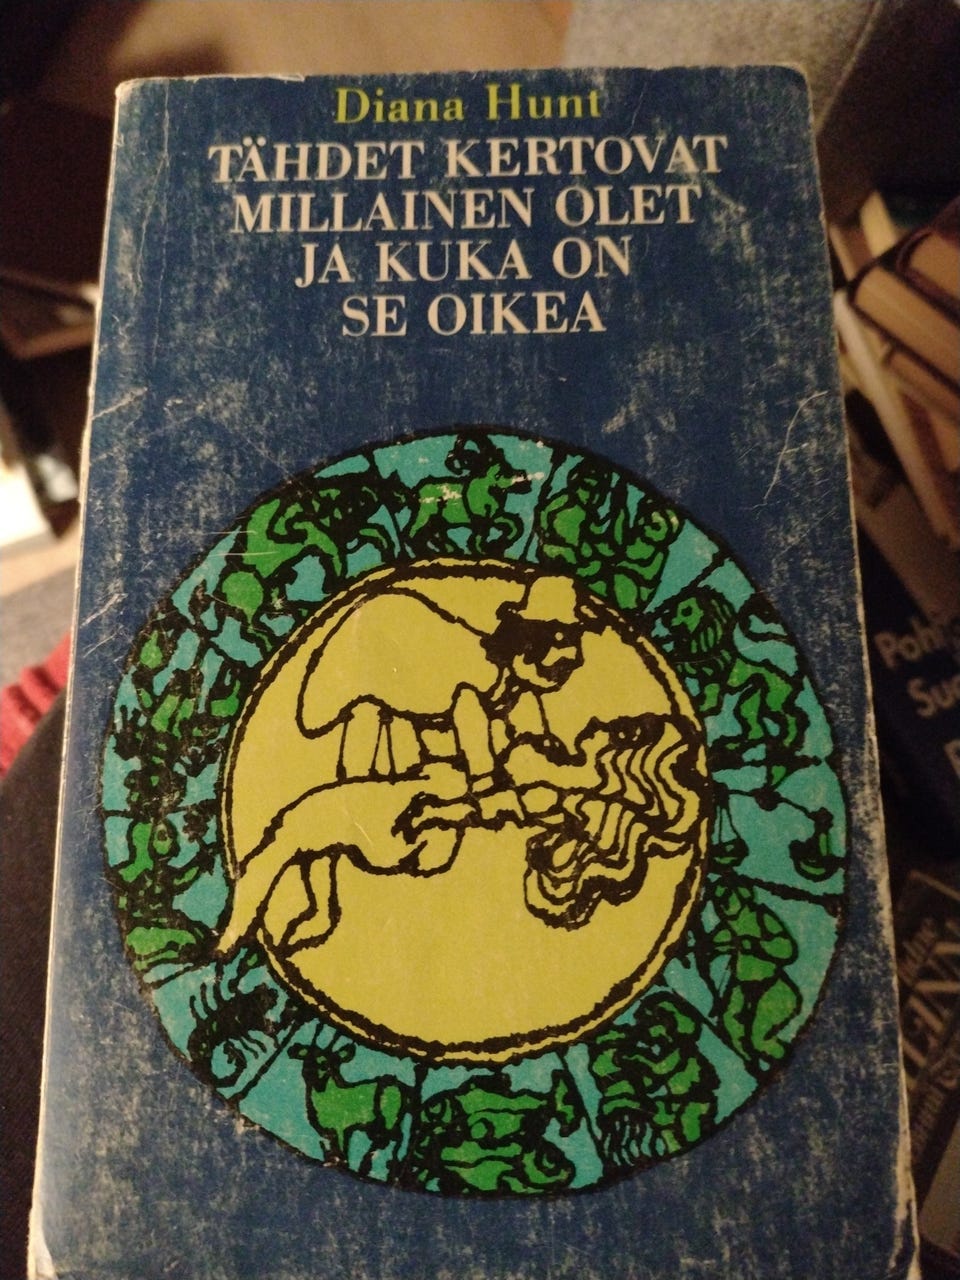 Diana Hunt
TÄHDET KERTOVAT
MILLAINEN OLET
JA KUKA ON
SE OIKEA